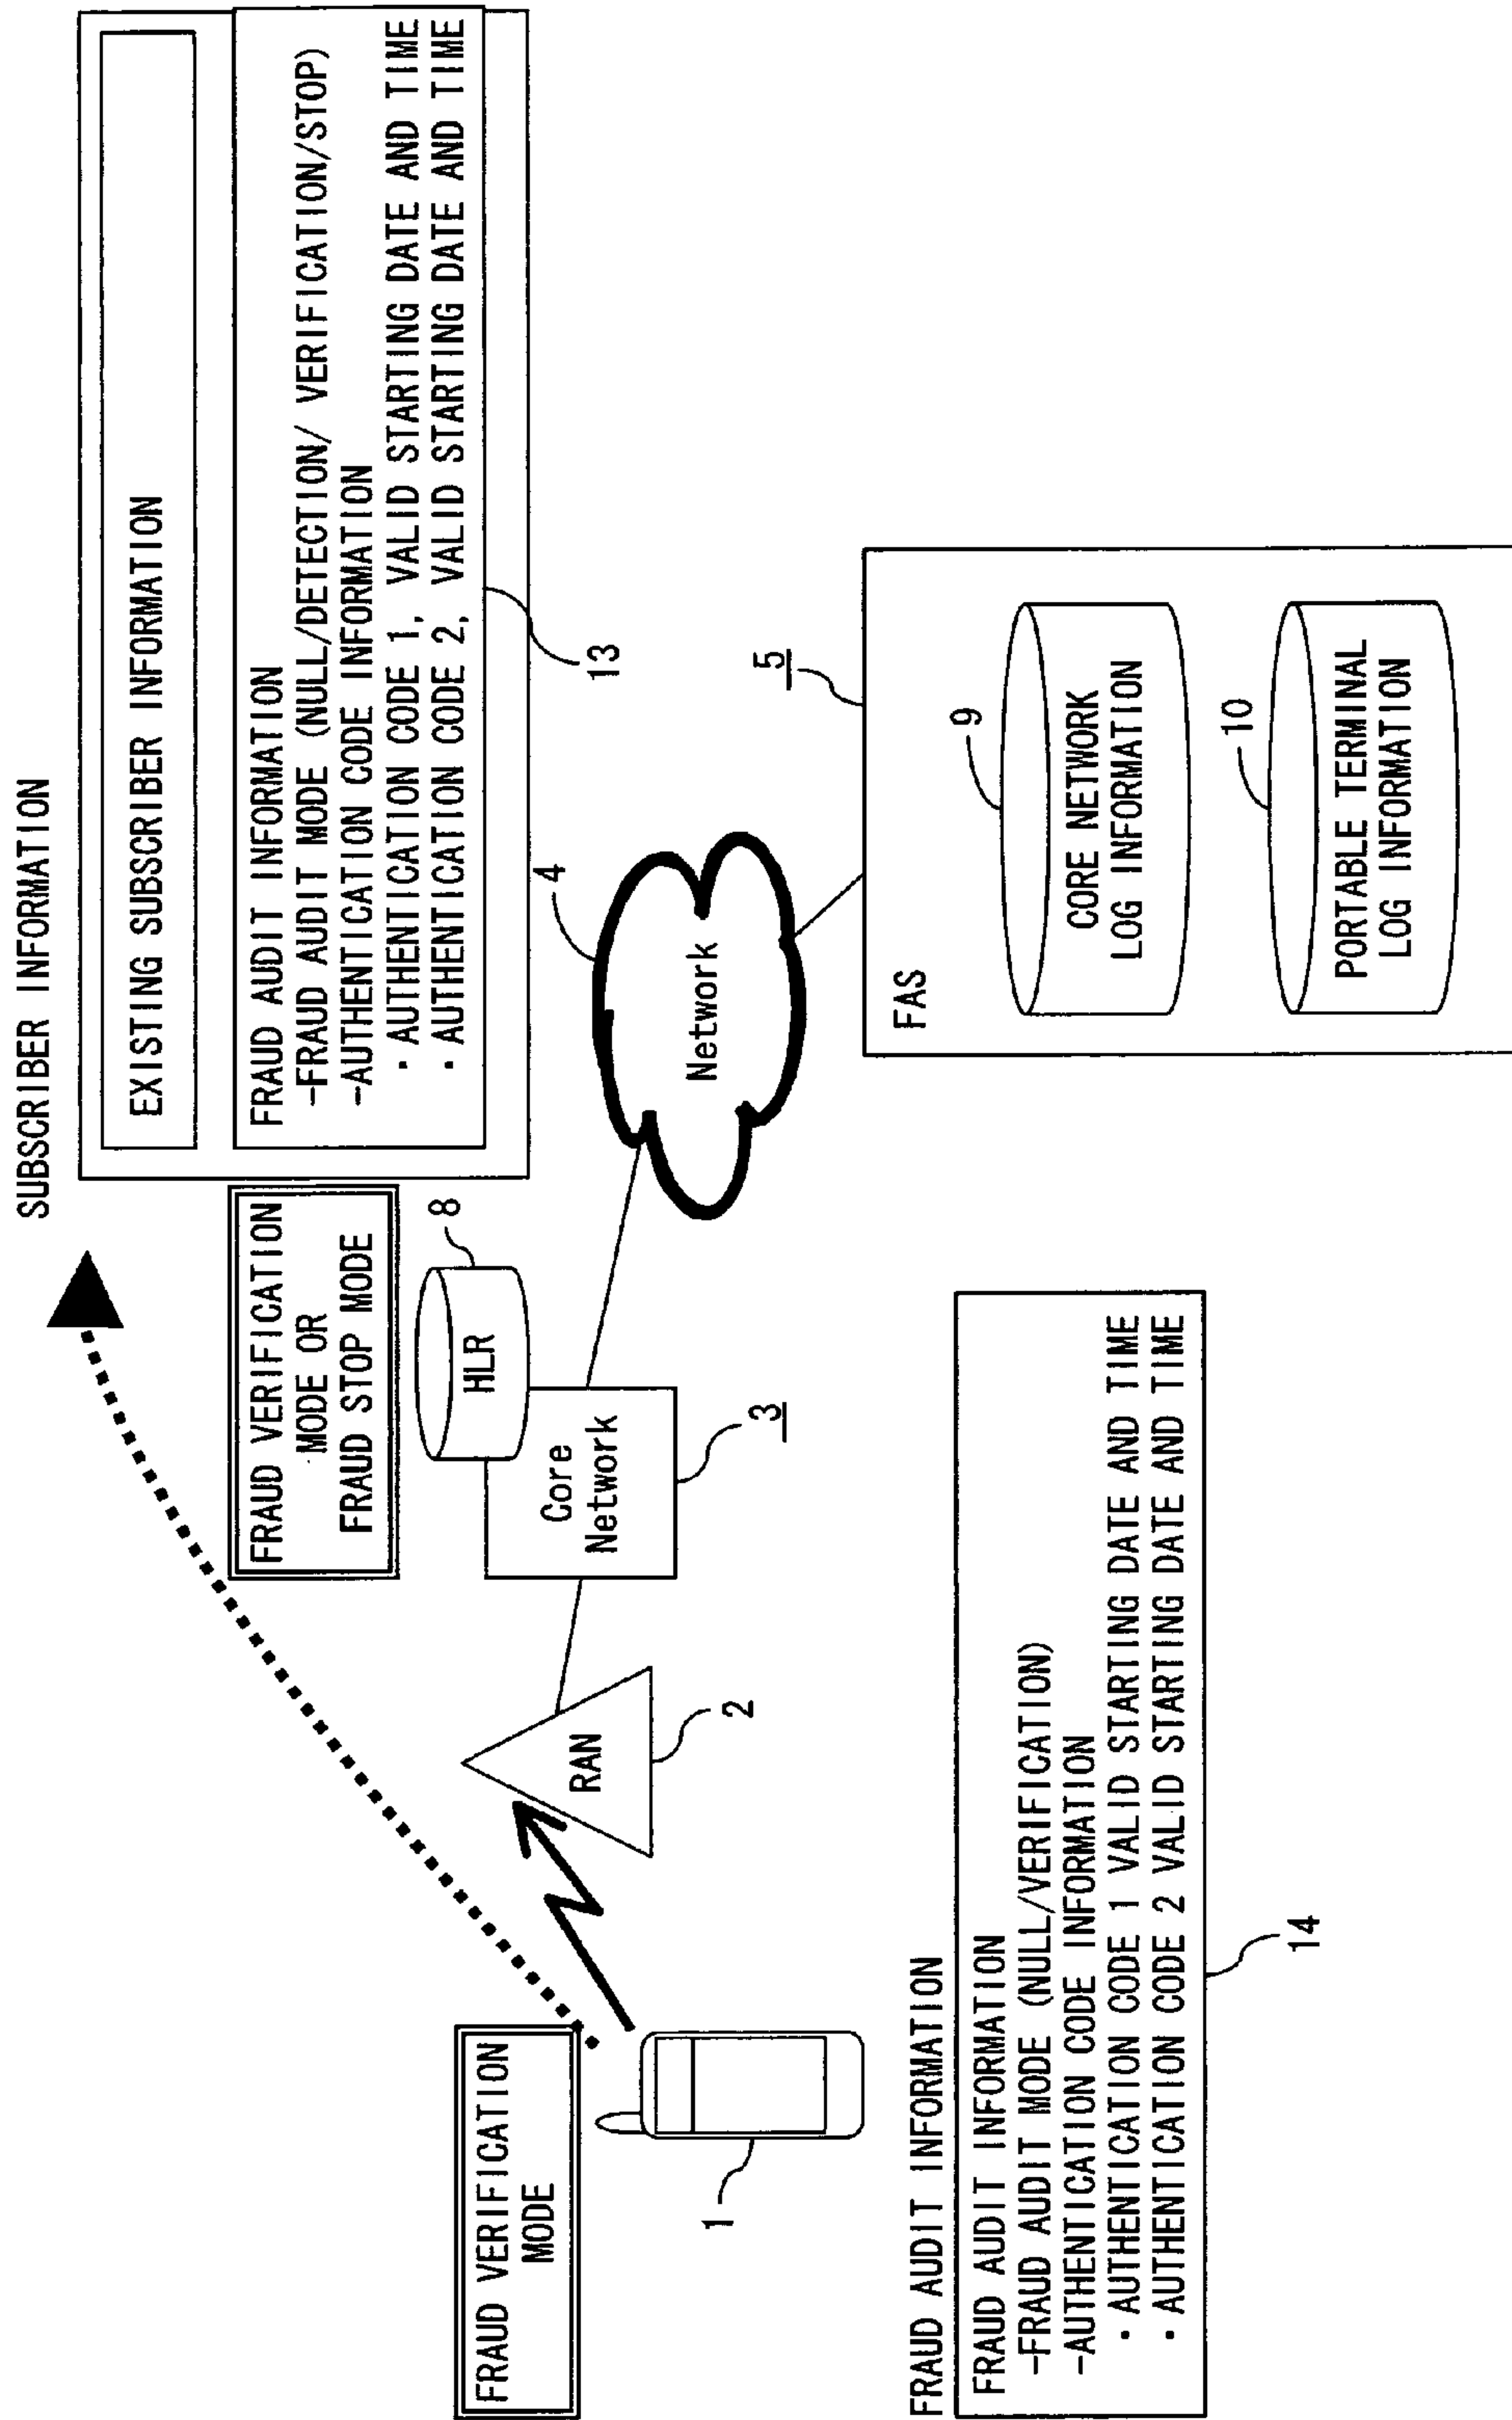 SUBSCRIBER INFORMATION
EXISTING SUBSCRIBER INFORMATION
FRAUD AUDIT INFORMATION
-FRAUD AUDIT MODE (NULL/DETECTION/ VERIFICATION/STOP)
-AUTHENTICATION CODE INFORMATION
・AUTHENTICATION CODE 1, VALID STARTING DATE AND TIME
・AUTHENTICATION CODE 2, VALID STARTING DATE AND TIME
13
FRAUD VERIFICATION
MODE OR
FRAUD STOP MODE
8
HLR
Core
Network
3
4
Network
FRAUD VERIFICATION
MODE
1
RAN
2
5
FAS
9
CORE NETWORK
LOG INFORMATION
10
PORTABLE TERMINAL
LOG INFORMATION
FRAUD AUDIT INFORMATION
FRAUD AUDIT INFORMATION
-FRAUD AUDIT MODE (NULL/VERIFICATION)
-AUTHENTICATION CODE INFORMATION
・AUTHENTICATION CODE 1 VALID STARTING DATE AND TIME
・AUTHENTICATION CODE 2 VALID STARTING DATE AND TIME
14